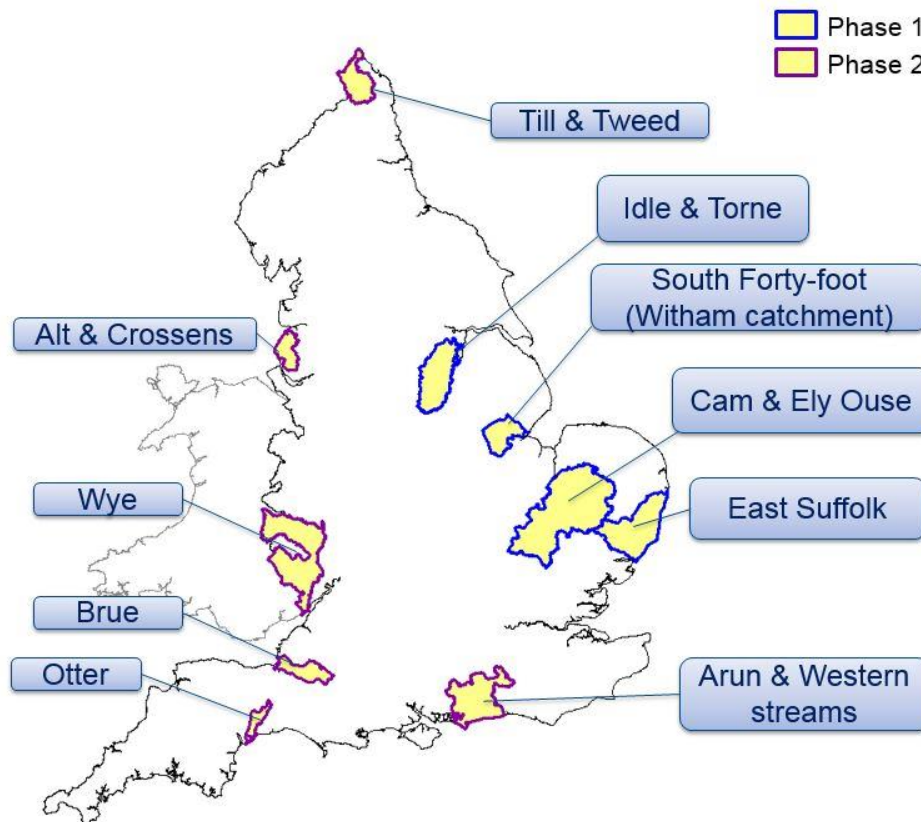 Phase 1
Phase 2
Till & Tweed
Idle & Torne
South Forty-foot
(Witham catchment)
Alt & Crossens
Cam & Ely Ouse
Wye
East Suffolk
Brue
Otter
Arun & Western
streams